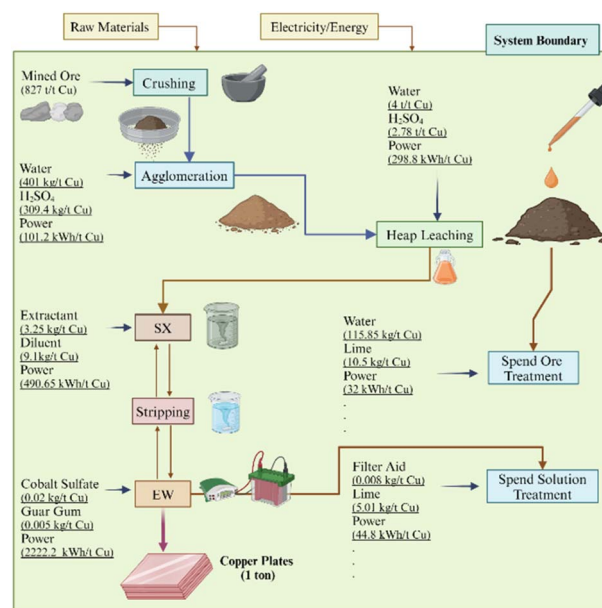 Raw Materials
Electricity/Energy
System Boundary
Mined Ore
(827 t/t Cu)
Crushing
Water
(4 t/t Cu)
H₂SO₄
(2.78 t/t Cu)
Power
(298.8 kWh/t Cu)
Water
(401 kg/t Cu)
H₂SO₄
(309.4 kg/t Cu)
Power
(101.2 kWh/t Cu)
Agglomeration
Heap Leaching
Extractant
(3.25 kg/t Cu)
Diluent
(9.1kg/t Cu)
Power
(490.65 kWh/t Cu)
SX
Water
(115.85 kg/t Cu)
Lime
(10.5 kg/t Cu)
Power
(32 kWh/t Cu)
.
.
.
Spend Ore
Treatment
Stripping
Cobalt Sulfate
(0.02 kg/t Cu)
Guar Gum
(0.005 kg/t Cu)
Power
(2222.2 kWh/t Cu)
EW
Filter Aid
(0.008 kg/t Cu)
Lime
(5.01 kg/t Cu)
Power
(44.8 kWh/t Cu)
.
.
.
Spend Solution
Treatment
Copper Plates
(1 ton)